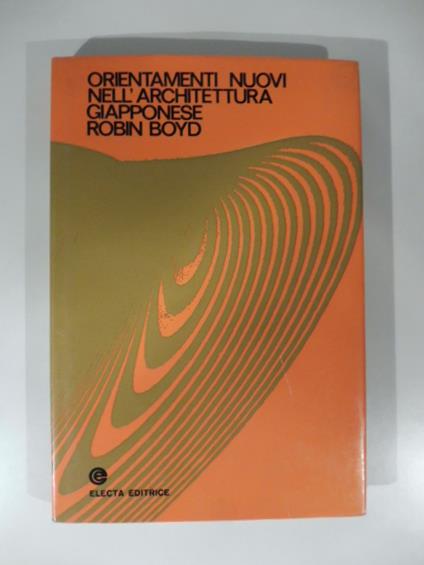 ORIENTAMENTI NUOVI
NELL'ARCHITETTURA
GIAPPONESE
ROBIN BOYD
ELECTA EDITRICE